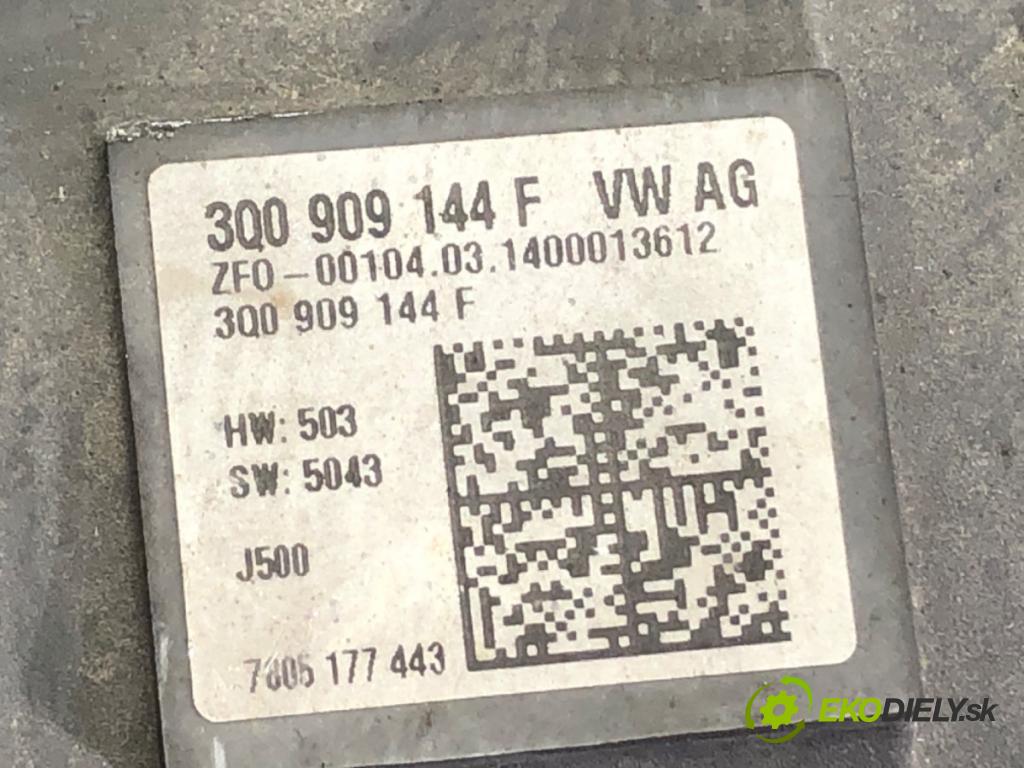 3Q0 909 144 F VW AG
ZF0-00104.03.1400013612
3Q0 909 144 F
HW: 503
SW: 5043
J500
7805 177 443
EKODIELY.sk